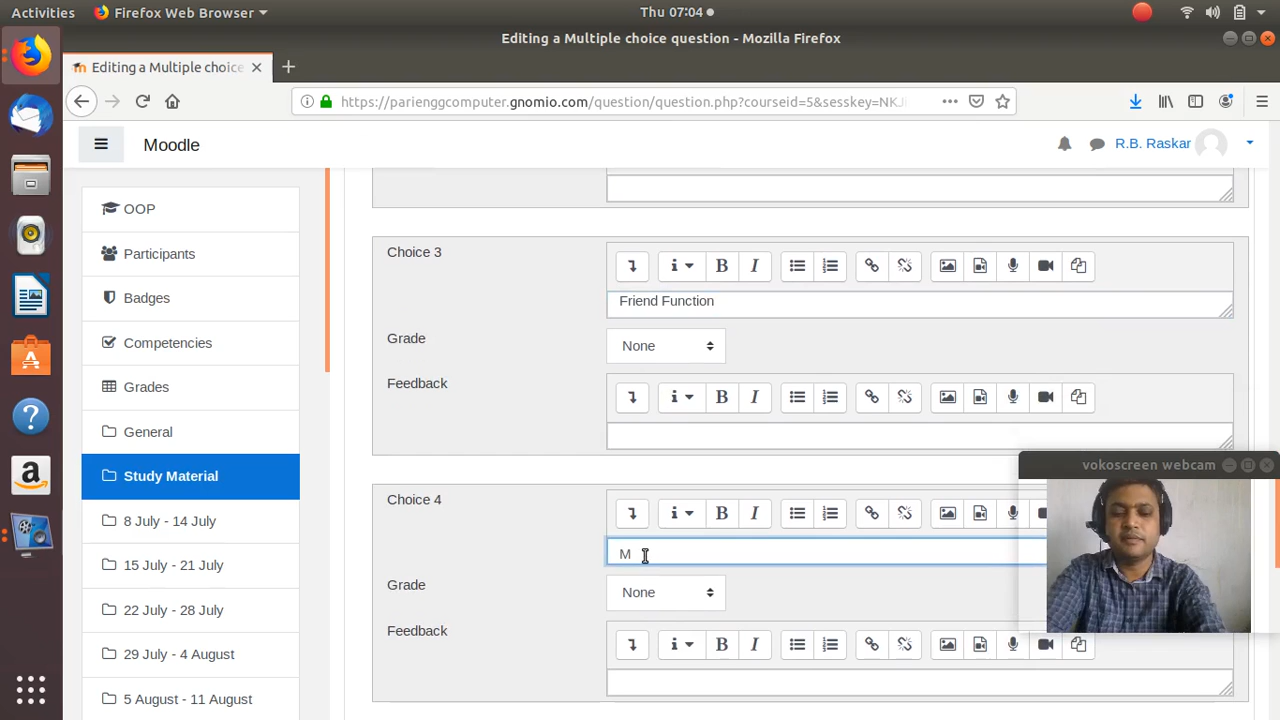 Activities
Firefox Web Browser
Thu 07:04
Editing a Multiple choice question - Mozilla Firefox
Editing a Multiple choice
https://parienggcomputer.gnomio.com/question/question.php?courseid=5&sesskey=NKJ
Moodle
R.B. Raskar
OOP
Participants
Badges
Competencies
Grades
General
Study Material
8 July - 14 July
15 July - 21 July
22 July - 28 July
29 July - 4 August
5 August - 11 August
Choice 3
Friend Function
Grade
None
Feedback
vokoscreen webcam
Choice 4
M
Grade
None
Feedback